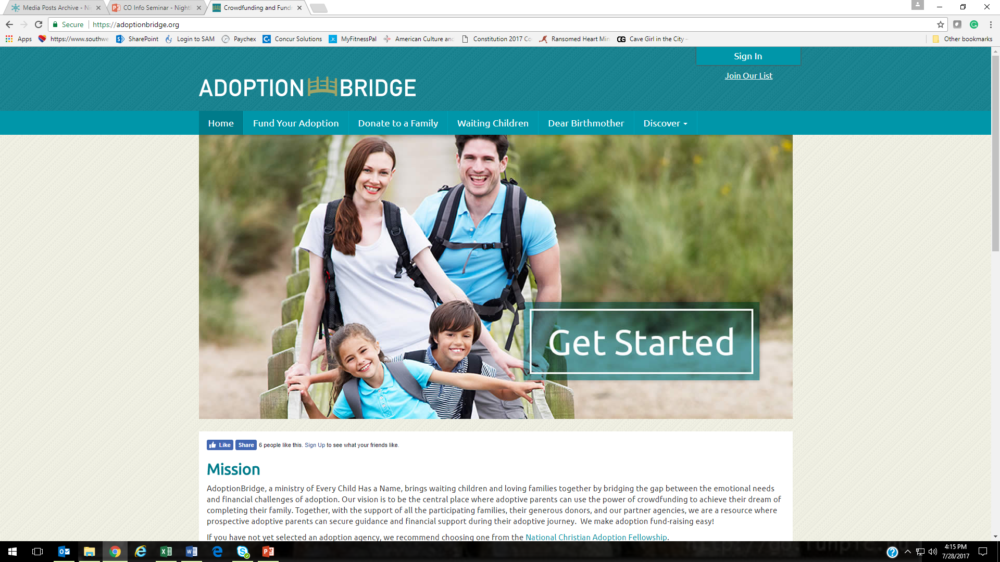 Media Posts Archive - Ni
CO Info Seminar - Nightl
Crowdfunding and Fundr
Secure
https://adoptionbridge.org
Apps
https://www.southwe
SharePoint
Login to SAM
Paychex
Concur Solutions
MyFitnessPal
American Culture and
Constitution 2017 Co
Ransomed Heart Min
CG
Cave Girl in the City –
Other bookmarks
Sign In
Join Our List
ADOPTION BRIDGE
Home
Fund Your Adoption
Donate to a Family
Waiting Children
Dear Birthmother
Discover
Get Started
Like
Share
6 people like this. Sign Up to see what your friends like.
Mission
AdoptionBridge, a ministry of Every Child Has a Name, brings waiting children and loving families together by bridging the gap between the emotional needs
and financial challenges of adoption. Our vision is to be the central place where adoptive parents can use the power of crowdfunding to achieve their dream of
completing their family. Together, with the support of all the participating families, their generous donors, and our partner agencies, we are a resource where
prospective adoptive parents can secure guidance and financial support during their adoptive journey.  We make adoption fund-raising easy!
If you have not yet selected an adoption agency, we recommend choosing one from the National Christian Adoption Fellowship.
4:15 PM
7/28/2017